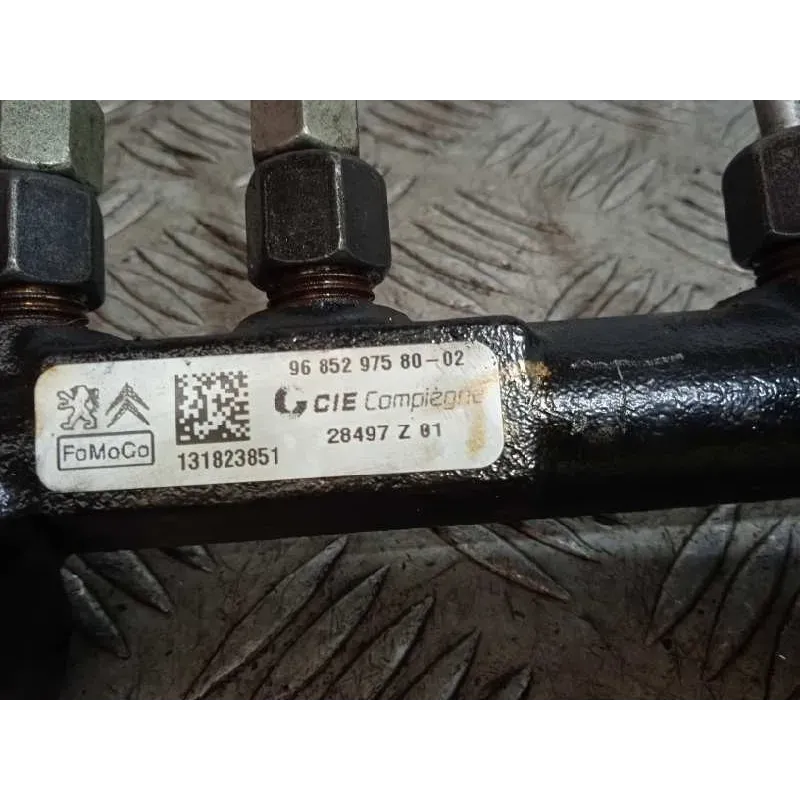 96 852 975 80-02
CIE Compiègne
FoMoCo
131823851
28497 Z 01